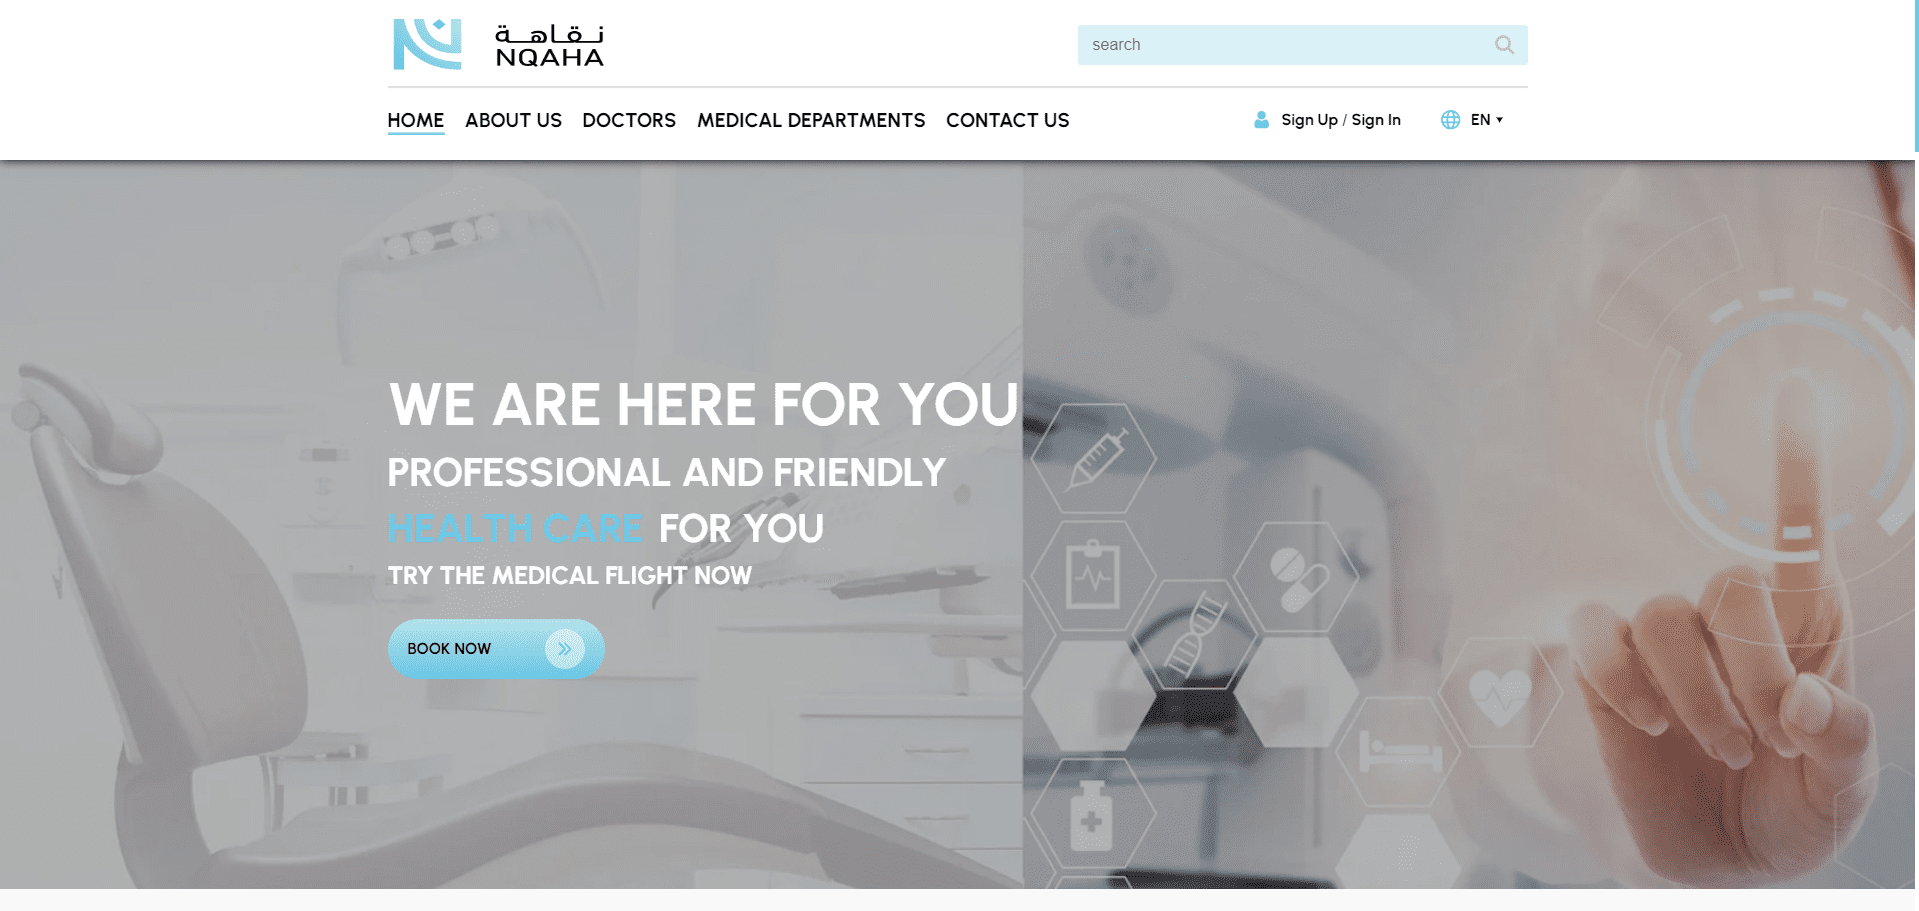 نقاهة
NQAHA
search
HOME ABOUT US DOCTORS MEDICAL DEPARTMENTS CONTACT US Sign Up / Sign In EN
WE ARE HERE FOR YOU
PROFESSIONAL AND FRIENDLY
HEALTH CARE FOR YOU
TRY THE MEDICAL FLIGHT NOW
BOOK NOW